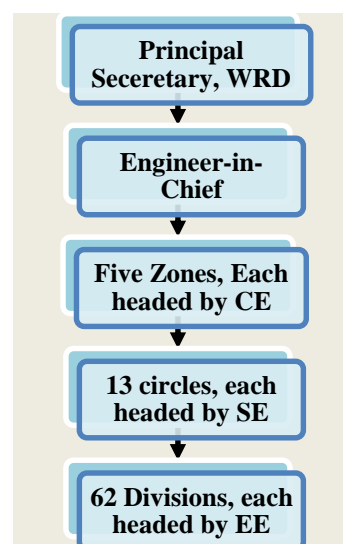 Principal
Seceretary, WRD
Engineer-in-
Chief
Five Zones, Each
headed by CE
13 circles, each
headed by SE
62 Divisions, each
headed by EE